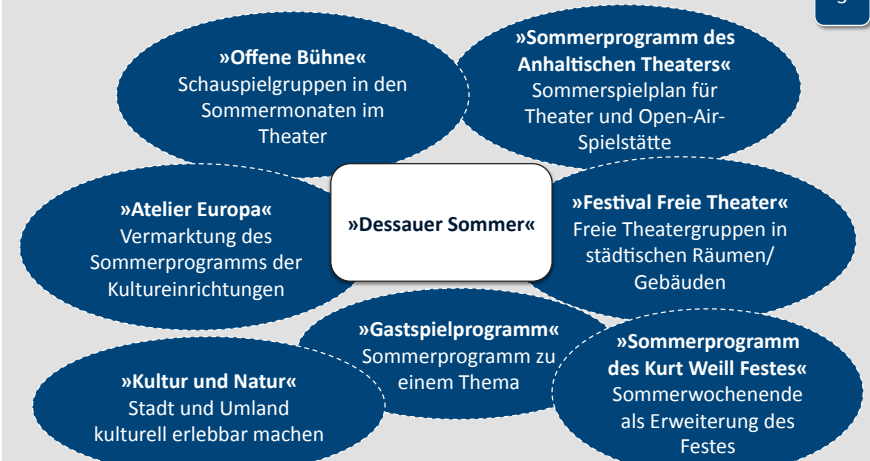 »Offene Bühne«
Schauspielgruppen in den
Sommermonaten im
Theater
»Sommerprogramm des
Anhaltischen Theaters«
Sommerspielplan für
Theater und Open-Air-
Spielstätte
»Atelier Europa«
Vermarktung des
Sommerprogramms der
Kultureinrichtungen
»Dessauer Sommer«
»Festival Freie Theater«
Freie Theatergruppen in
städtischen Räumen/
Gebäuden
»Gastspielprogramm«
Sommerprogramm zu
einem Thema
»Kultur und Natur«
Stadt und Umland
kulturell erlebbar machen
»Sommerprogramm
des Kurt Weill Festes«
Sommerwochenende
als Erweiterung des
Festes